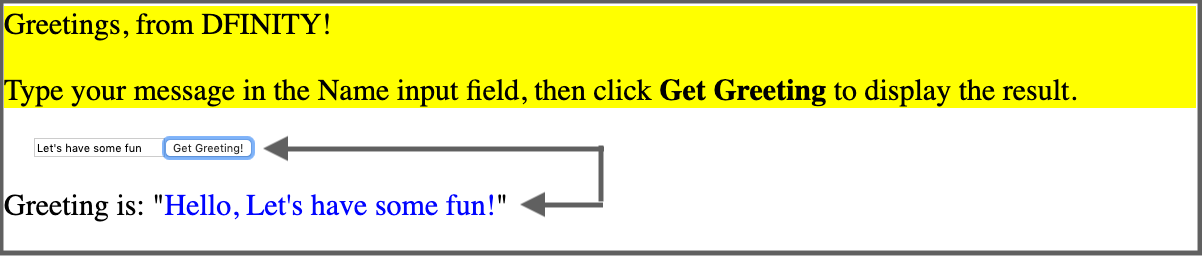 Greetings, from DFINITY!
Type your message in the Name input field, then click Get Greeting to display the result.
Let's have some fun Get Greeting!
Greeting is: "Hello, Let's have some fun!"